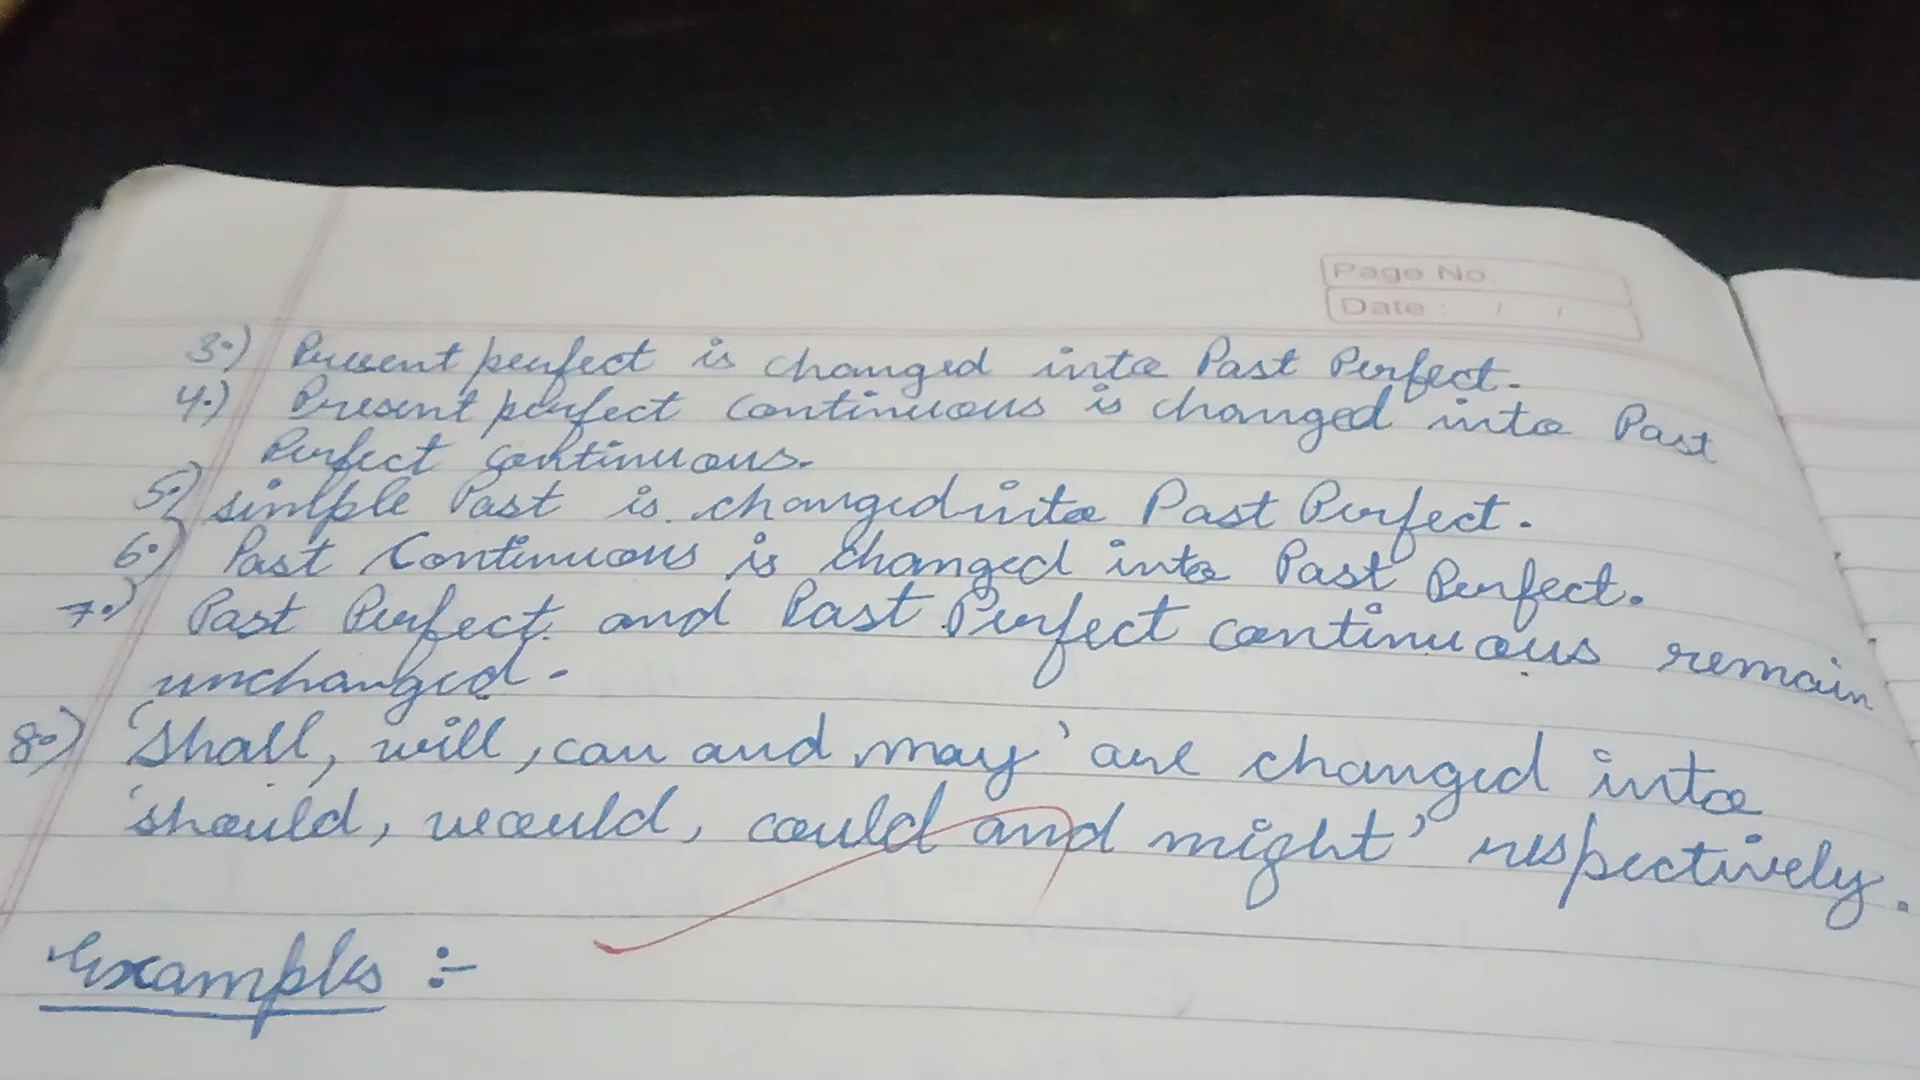 Page No.
Date : / /
3.) Present perfect is changed into Past Perfect.
4.) Present perfect continuous is changed into Past
Perfect continuous.
5.) simple Past is changed into Past Perfect.
6.) Past Continuous is changed into Past Perfect.
7.) Past Perfect and Past Perfect continuous remain
unchanged.
8.) 'Shall, will, can and may' are changed into
'should, would, could and might' respectively.
Examples :-